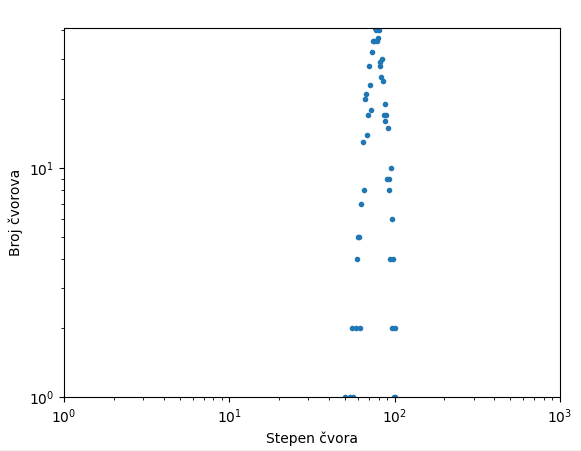 10¹
10⁰
Broj čvorova
10⁰ 10¹ 10² 10³
Stepen čvora